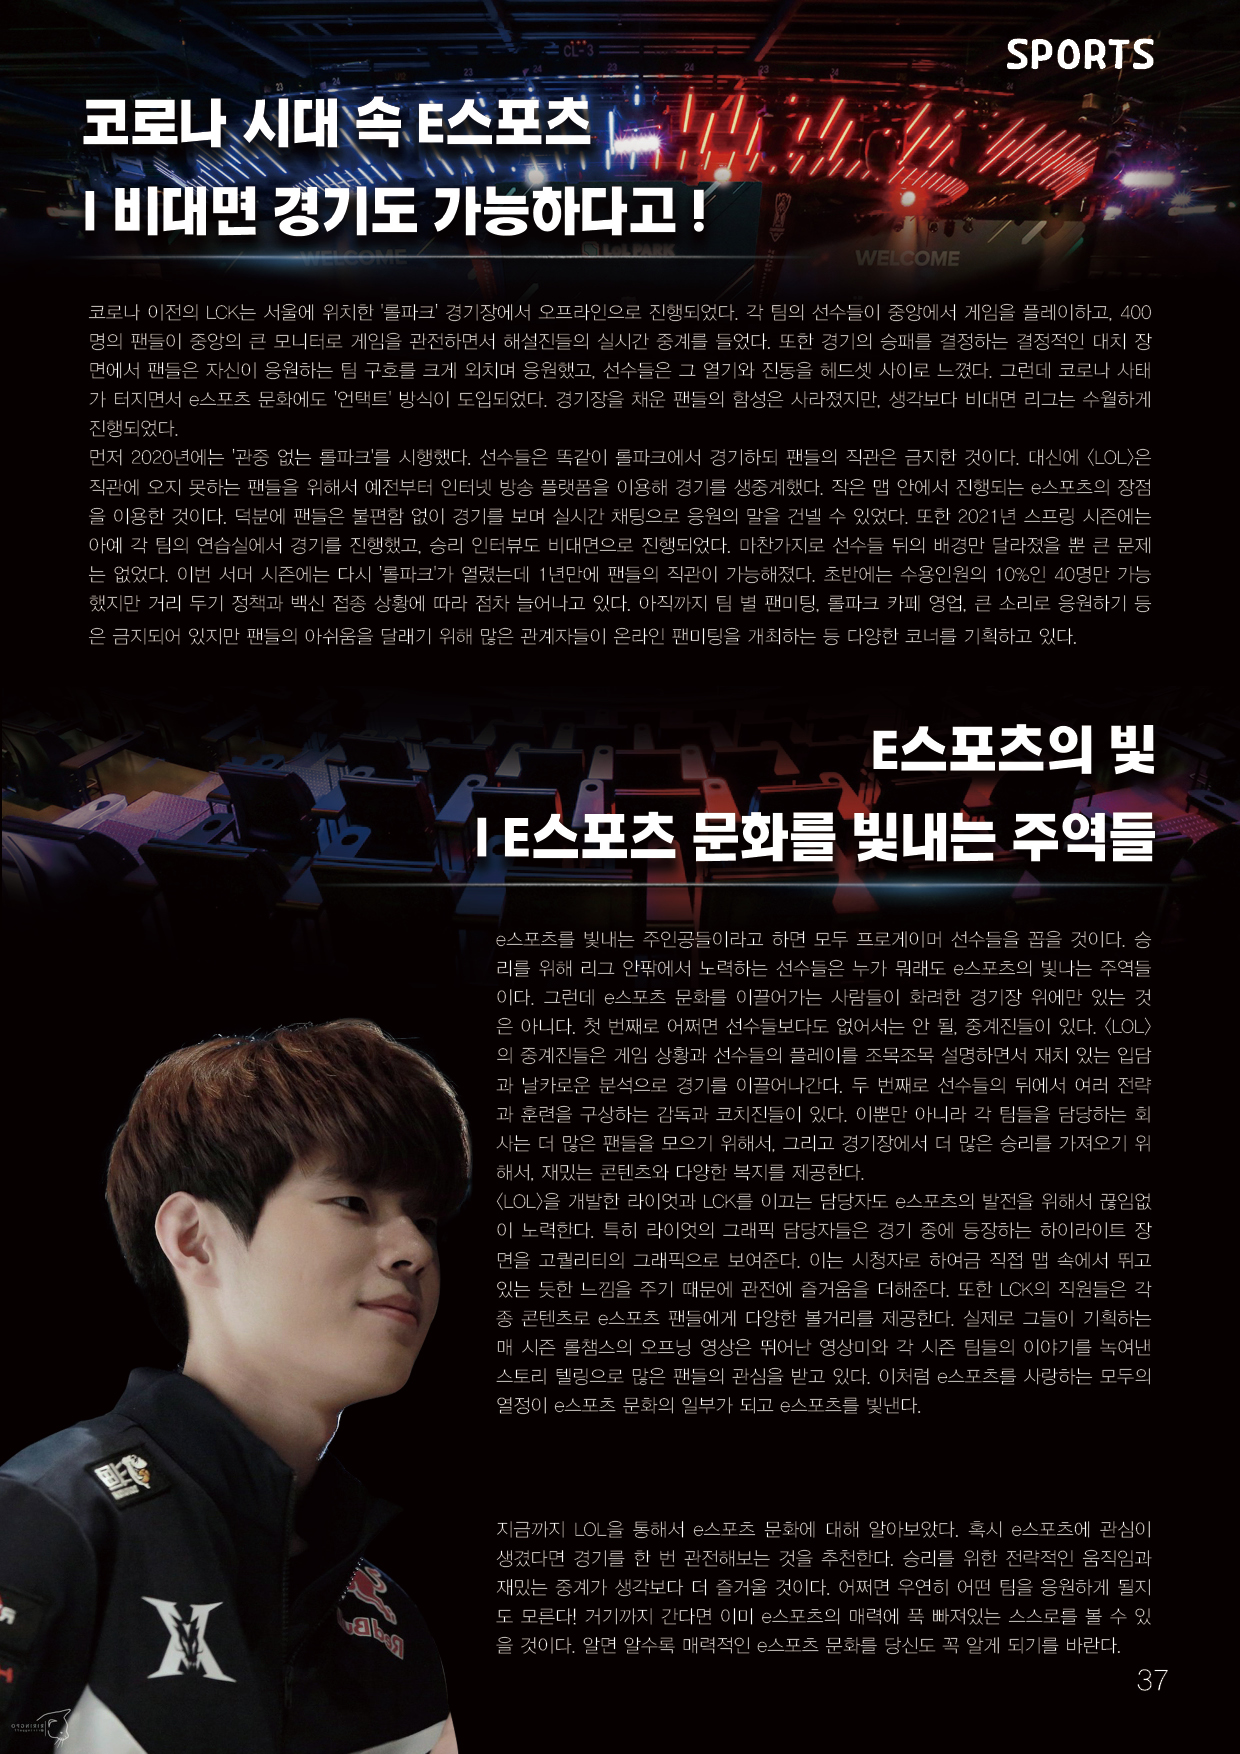 SPORTS
코로나 시대 속 E스포츠
I 비대면 경기도 가능하다고 !
WELCOME
LoL PARK
WELCOME
코로나 이전의 LCK는 서울에 위치한 '롤파크' 경기장에서 오프라인으로 진행되었다. 각 팀의 선수들이 중앙에서 게임을 플레이하고, 400
명의 팬들이 중앙의 큰 모니터로 게임을 관전하면서 해설진들의 실시간 중계를 들었다. 또한 경기의 승패를 결정하는 결정적인 대치 장
면에서 팬들은 자신이 응원하는 팀 구호를 크게 외치며 응원했고, 선수들은 그 열기와 진동을 헤드셋 사이로 느꼈다. 그런데 코로나 사태
가 터지면서 e스포츠 문화에도 '언택트' 방식이 도입되었다. 경기장을 채운 팬들의 함성은 사라졌지만, 생각보다 비대면 리그는 수월하게
진행되었다.
먼저 2020년에는 '관중 없는 롤파크'를 시행했다. 선수들은 똑같이 롤파크에서 경기하되 팬들의 직관은 금지한 것이다. 대신에 〈LOL〉은
직관에 오지 못하는 팬들을 위해서 예전부터 인터넷 방송 플랫폼을 이용해 경기를 생중계했다. 작은 맵 안에서 진행되는 e스포츠의 장점
을 이용한 것이다. 덕분에 팬들은 불편함 없이 경기를 보며 실시간 채팅으로 응원의 말을 건넬 수 있었다. 또한 2021년 스프링 시즌에는
아예 각 팀의 연습실에서 경기를 진행했고, 승리 인터뷰도 비대면으로 진행되었다. 마찬가지로 선수들 뒤의 배경만 달라졌을 뿐 큰 문제
는 없었다. 이번 서머 시즌에는 다시 '롤파크'가 열렸는데 1년만에 팬들의 직관이 가능해졌다. 초반에는 수용인원의 10%인 40명만 가능
했지만 거리 두기 정책과 백신 접종 상황에 따라 점차 늘어나고 있다. 아직까지 팀 별 팬미팅, 롤파크 카페 영업, 큰 소리로 응원하기 등
은 금지되어 있지만 팬들의 아쉬움을 달래기 위해 많은 관계자들이 온라인 팬미팅을 개최하는 등 다양한 코너를 기획하고 있다.
E스포츠의 빛
I E스포츠 문화를 빛내는 주역들
e스포츠를 빛내는 주인공들이라고 하면 모두 프로게이머 선수들을 꼽을 것이다. 승
리를 위해 리그 안팎에서 노력하는 선수들은 누가 뭐래도 e스포츠의 빛나는 주역들
이다. 그런데 e스포츠 문화를 이끌어가는 사람들이 화려한 경기장 위에만 있는 것
은 아니다. 첫 번째로 어쩌면 선수들보다도 없어서는 안 될, 중계진들이 있다. 〈LOL〉
의 중계진들은 게임 상황과 선수들의 플레이를 조목조목 설명하면서 재치 있는 입담
과 날카로운 분석으로 경기를 이끌어나간다. 두 번째로 선수들의 뒤에서 여러 전략
과 훈련을 구상하는 감독과 코치진들이 있다. 이뿐만 아니라 각 팀들을 담당하는 회
사는 더 많은 팬들을 모으기 위해서, 그리고 경기장에서 더 많은 승리를 가져오기 위
해서, 재밌는 콘텐츠와 다양한 복지를 제공한다.
〈LOL〉을 개발한 라이엇과 LCK를 이끄는 담당자도 e스포츠의 발전을 위해서 끊임없
이 노력한다. 특히 라이엇의 그래픽 담당자들은 경기 중에 등장하는 하이라이트 장
면을 고퀄리티의 그래픽으로 보여준다. 이는 시청자로 하여금 직접 맵 속에서 뛰고
있는 듯한 느낌을 주기 때문에 관전에 즐거움을 더해준다. 또한 LCK의 직원들은 각
종 콘텐츠로 e스포츠 팬들에게 다양한 볼거리를 제공한다. 실제로 그들이 기획하는
매 시즌 롤챔스의 오프닝 영상은 뛰어난 영상미와 각 시즌 팀들의 이야기를 녹여낸
스토리 텔링으로 많은 팬들의 관심을 받고 있다. 이처럼 e스포츠를 사랑하는 모두의
열정이 e스포츠 문화의 일부가 되고 e스포츠를 빛낸다.
지금까지 LOL을 통해서 e스포츠 문화에 대해 알아보았다. 혹시 e스포츠에 관심이
생겼다면 경기를 한 번 관전해보는 것을 추천한다. 승리를 위한 전략적인 움직임과
재밌는 중계가 생각보다 더 즐거울 것이다. 어쩌면 우연히 어떤 팀을 응원하게 될지
도 모른다! 거기까지 간다면 이미 e스포츠의 매력에 푹 빠져있는 스스로를 볼 수 있
을 것이다. 알면 알수록 매력적인 e스포츠 문화를 당신도 꼭 알게 되기를 바란다.
Red Bull
37